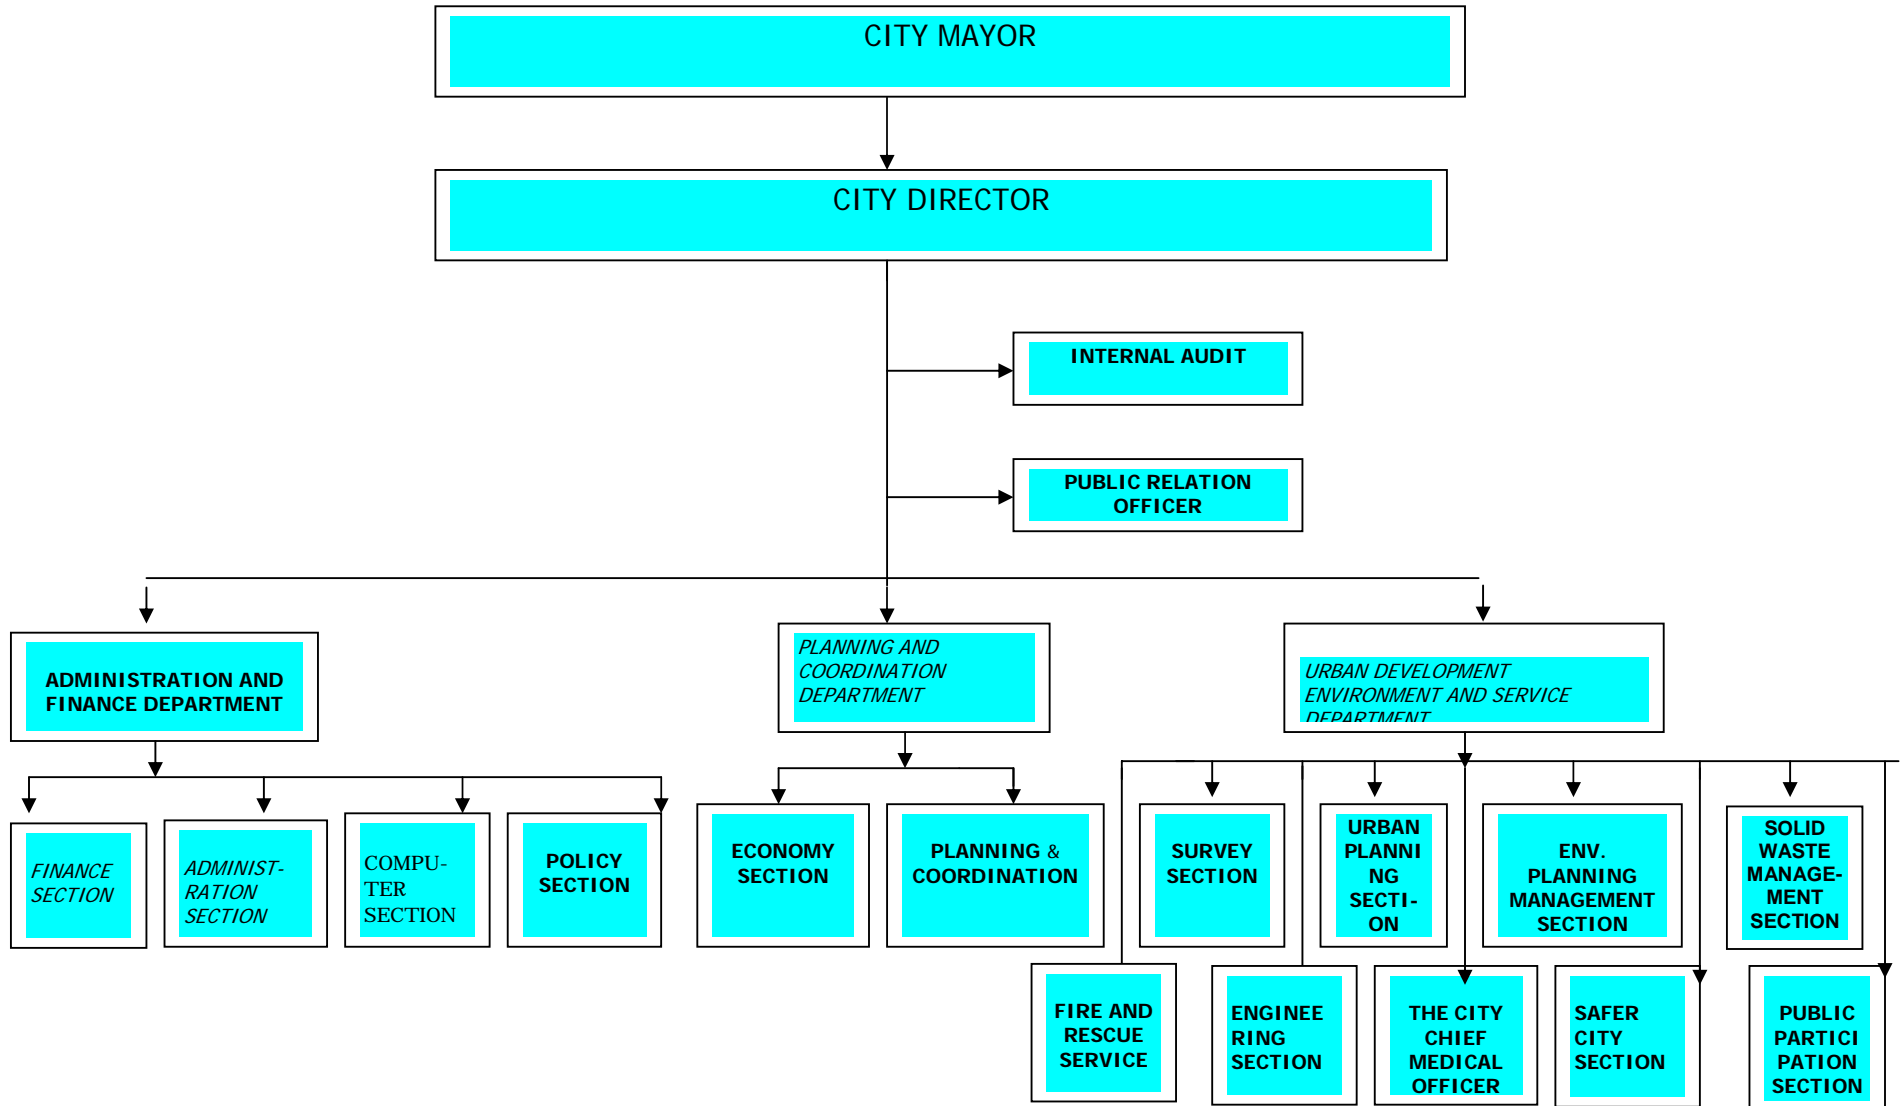 CITY MAYOR
CITY DIRECTOR
INTERNAL AUDIT
PUBLIC RELATION
OFFICER
ADMINISTRATION AND
FINANCE DEPARTMENT
PLANNING AND
COORDINATION
DEPARTMENT
URBAN DEVELOPMENT
ENVIRONMENT AND SERVICE
DEPARTMENT
FINANCE
SECTION
ADMINIST-
RATION
SECTION
COMPU-
TER
SECTION
POLICY
SECTION
ECONOMY
SECTION
PLANNING &
COORDINATION
SURVEY
SECTION
URBAN
PLANNI
NG
SECTI-
ON
ENV.
PLANNING
MANAGEMENT
SECTION
SOLID
WASTE
MANAGE-
MENT
SECTION
FIRE AND
RESCUE
SERVICE
ENGINEE
RING
SECTION
THE CITY
CHIEF
MEDICAL
OFFICER
SAFER
CITY
SECTION
PUBLIC
PARTICI
PATION
SECTION